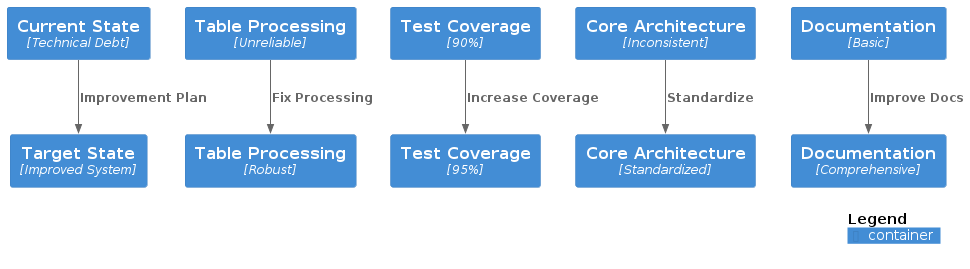 Current State
[Technical Debt]
Table Processing
[Unreliable]
Test Coverage
[90%]
Core Architecture
[Inconsistent]
Documentation
[Basic]
Improvement Plan
Fix Processing
Increase Coverage
Standardize
Improve Docs
Target State
[Improved System]
Table Processing
[Robust]
Test Coverage
[95%]
Core Architecture
[Standardized]
Documentation
[Comprehensive]
Legend
container